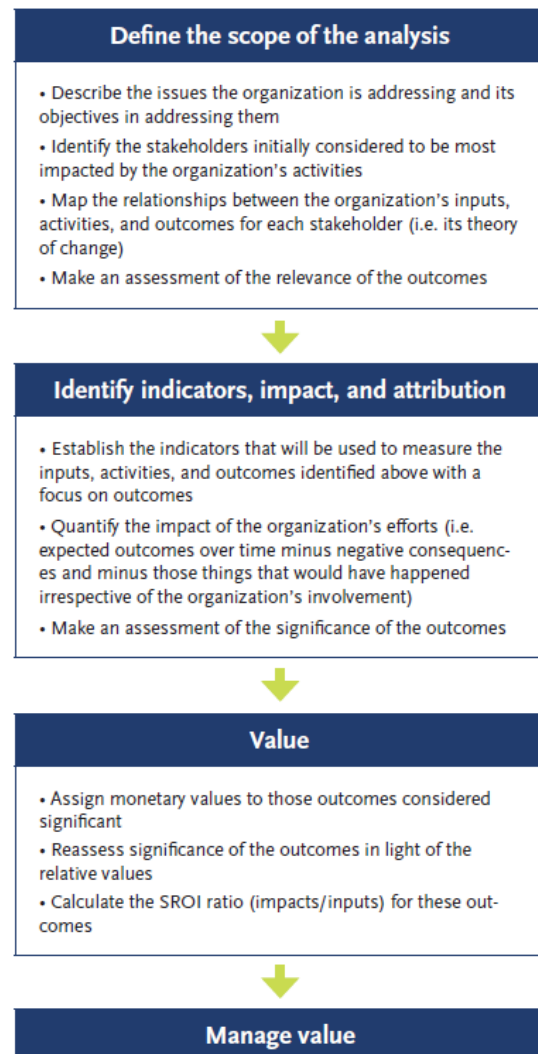 Define the scope of the analysis
• Describe the issues the organization is addressing and its
objectives in addressing them
• Identify the stakeholders initially considered to be most
impacted by the organization's activities
• Map the relationships between the organization's inputs,
activities, and outcomes for each stakeholder (i.e. its theory
of change)
• Make an assessment of the relevance of the outcomes
Identify indicators, impact, and attribution
• Establish the indicators that will be used to measure the
inputs, activities, and outcomes identified above with a
focus on outcomes
• Quantify the impact of the organization's efforts (i.e.
expected outcomes over time minus negative consequenc-
es and minus those things that would have happened
irrespective of the organization's involvement)
• Make an assessment of the significance of the outcomes
Value
• Assign monetary values to those outcomes considered
significant
• Reassess significance of the outcomes in light of the
relative values
• Calculate the SROI ratio (impacts/inputs) for these out-
comes
Manage value